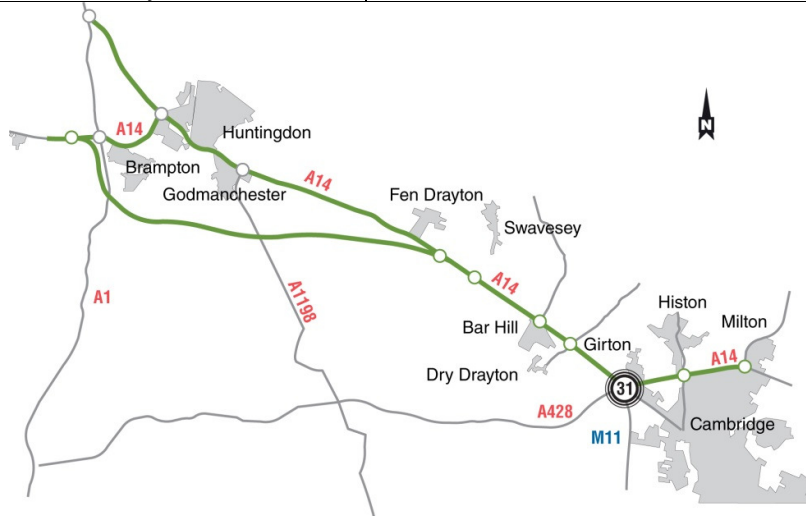 N
A14
Huntingdon
Brampton
Godmanchester
A14
Fen Drayton
Swavesey
A14
A1
A1198
Histon
Milton
Bar Hill
Girton
A14
Dry Drayton
31
A428
Cambridge
M11